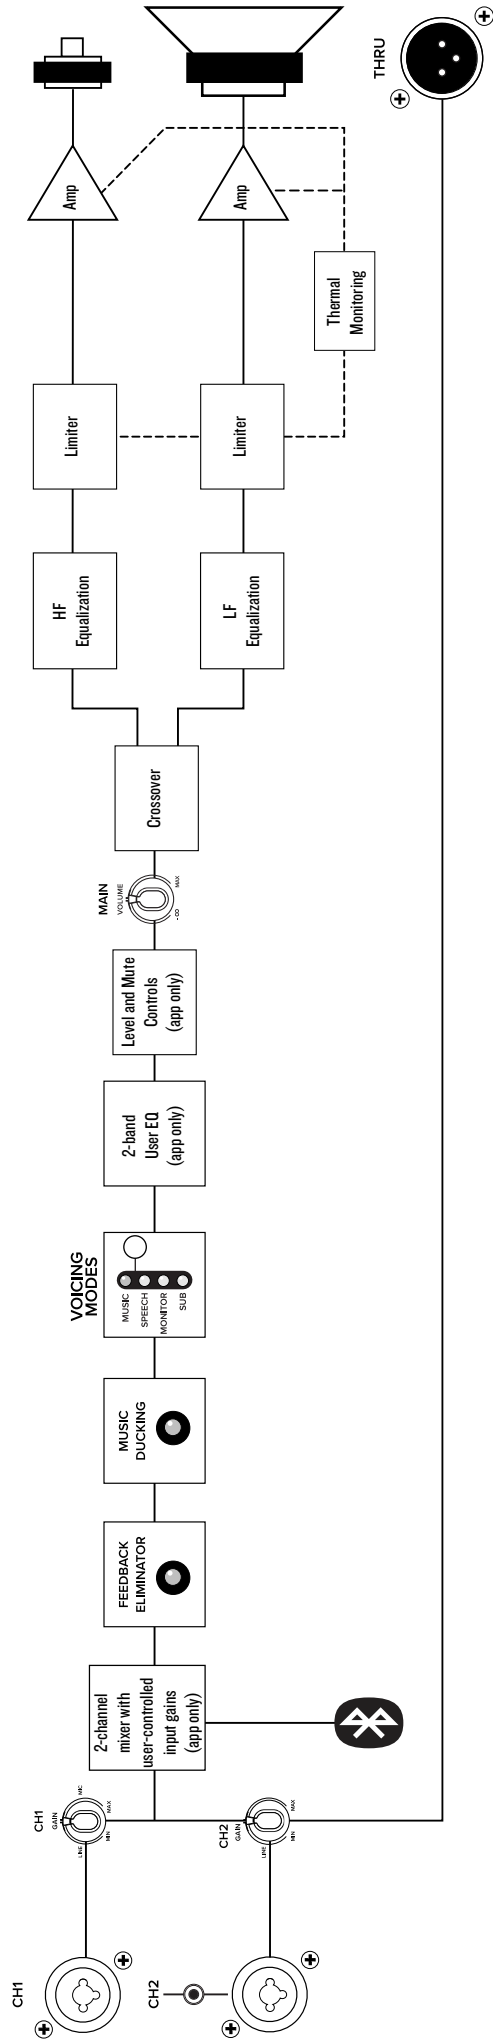 CH1
CH2
CH1
GAIN
LINE
MIC
MIN
MAX
CH2
GAIN
LINE
MIN
MAX
2-channel
mixer with
user-controlled
input gains
(app only)
FEEDBACK
ELIMINATOR
MUSIC
DUCKING
VOICING
MODES
MUSIC
SPEECH
MONITOR
SUB
2-band
User EQ
(app only)
Level and Mute
Controls
(app only)
MAIN
VOLUME
- ∞
MAX
Crossover
HF
Equalization
LF
Equalization
Limiter
Limiter
Thermal
Monitoring
Amp
Amp
THRU